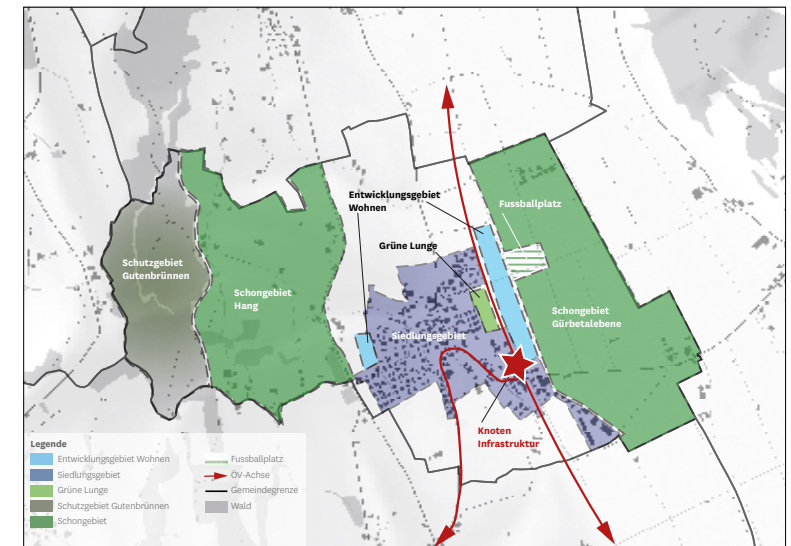 Entwicklungsgebiet
Wohnen
Fussballplatz
Grüne Lunge
Schutzgebiet
Gutenbrünnen
Schongebiet
Hang
Schongebiet
Gürbetalebene
Siedlungsgebiet
Knoten
Infrastruktur
Legende
Entwicklungsgebiet Wohnen
Siedlungsgebiet
Grüne Lunge
Schutzgebiet Gutenbrünnen
Schongebiet
Fussballplatz
ÖV-Achse
Gemeindegrenze
Wald